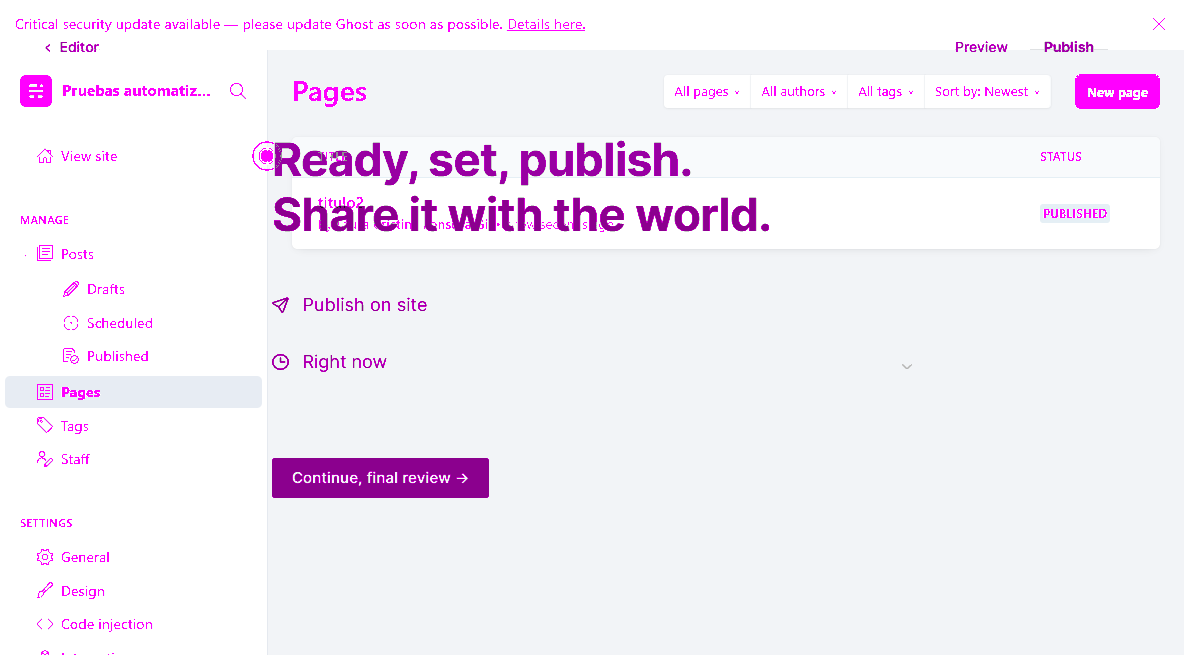 Critical security update available — please update Ghost as soon as possible. Details here.
Editor
Preview
Publish
Pruebas automatiz...
Pages
All pages
All authors
All tags
Sort by: Newest
New page
View site
TITLE
STATUS
Ready, set, publish.
titulo2
PUBLISHED
Share it with the world.
MANAGE
Posts
Drafts
Scheduled
Published
Pages
Tags
Staff
Publish on site
Right now
Continue, final review →
SETTINGS
General
Design
Code injection